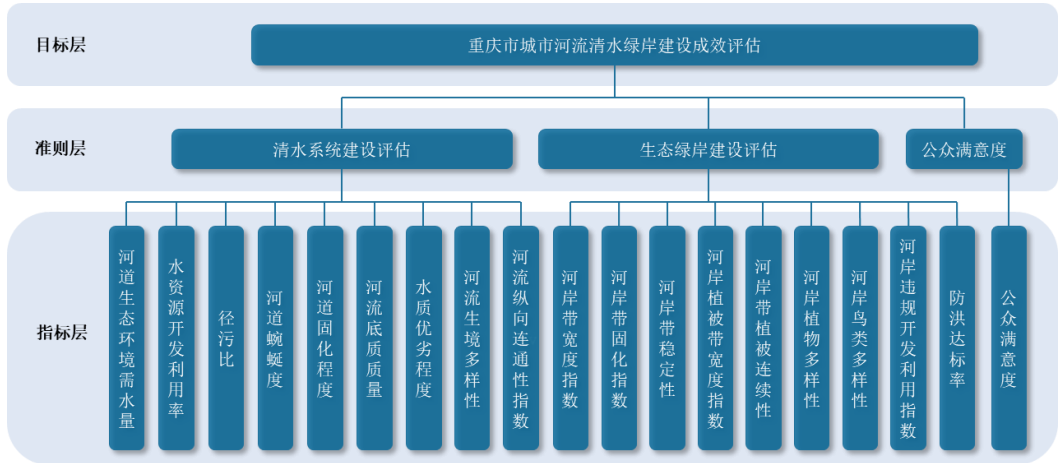 目标层
重庆市城市河流清水绿岸建设成效评估
准则层
清水系统建设评估
生态绿岸建设评估
公众满意度
指标层
河道生态环境需水量
水资源开发利用率
径污比
河道蜿蜒度
河道固化程度
河流底质质量
水质优劣程度
河流生境多样性
河流纵向连通性指数
河岸带宽度指数
河岸带固化指数
河岸带稳定性
河岸植被带宽度指数
河岸带植被连续性
河岸植物多样性
河岸鸟类多样性
河岸违规开发利用指数
防洪达标率
公众满意度